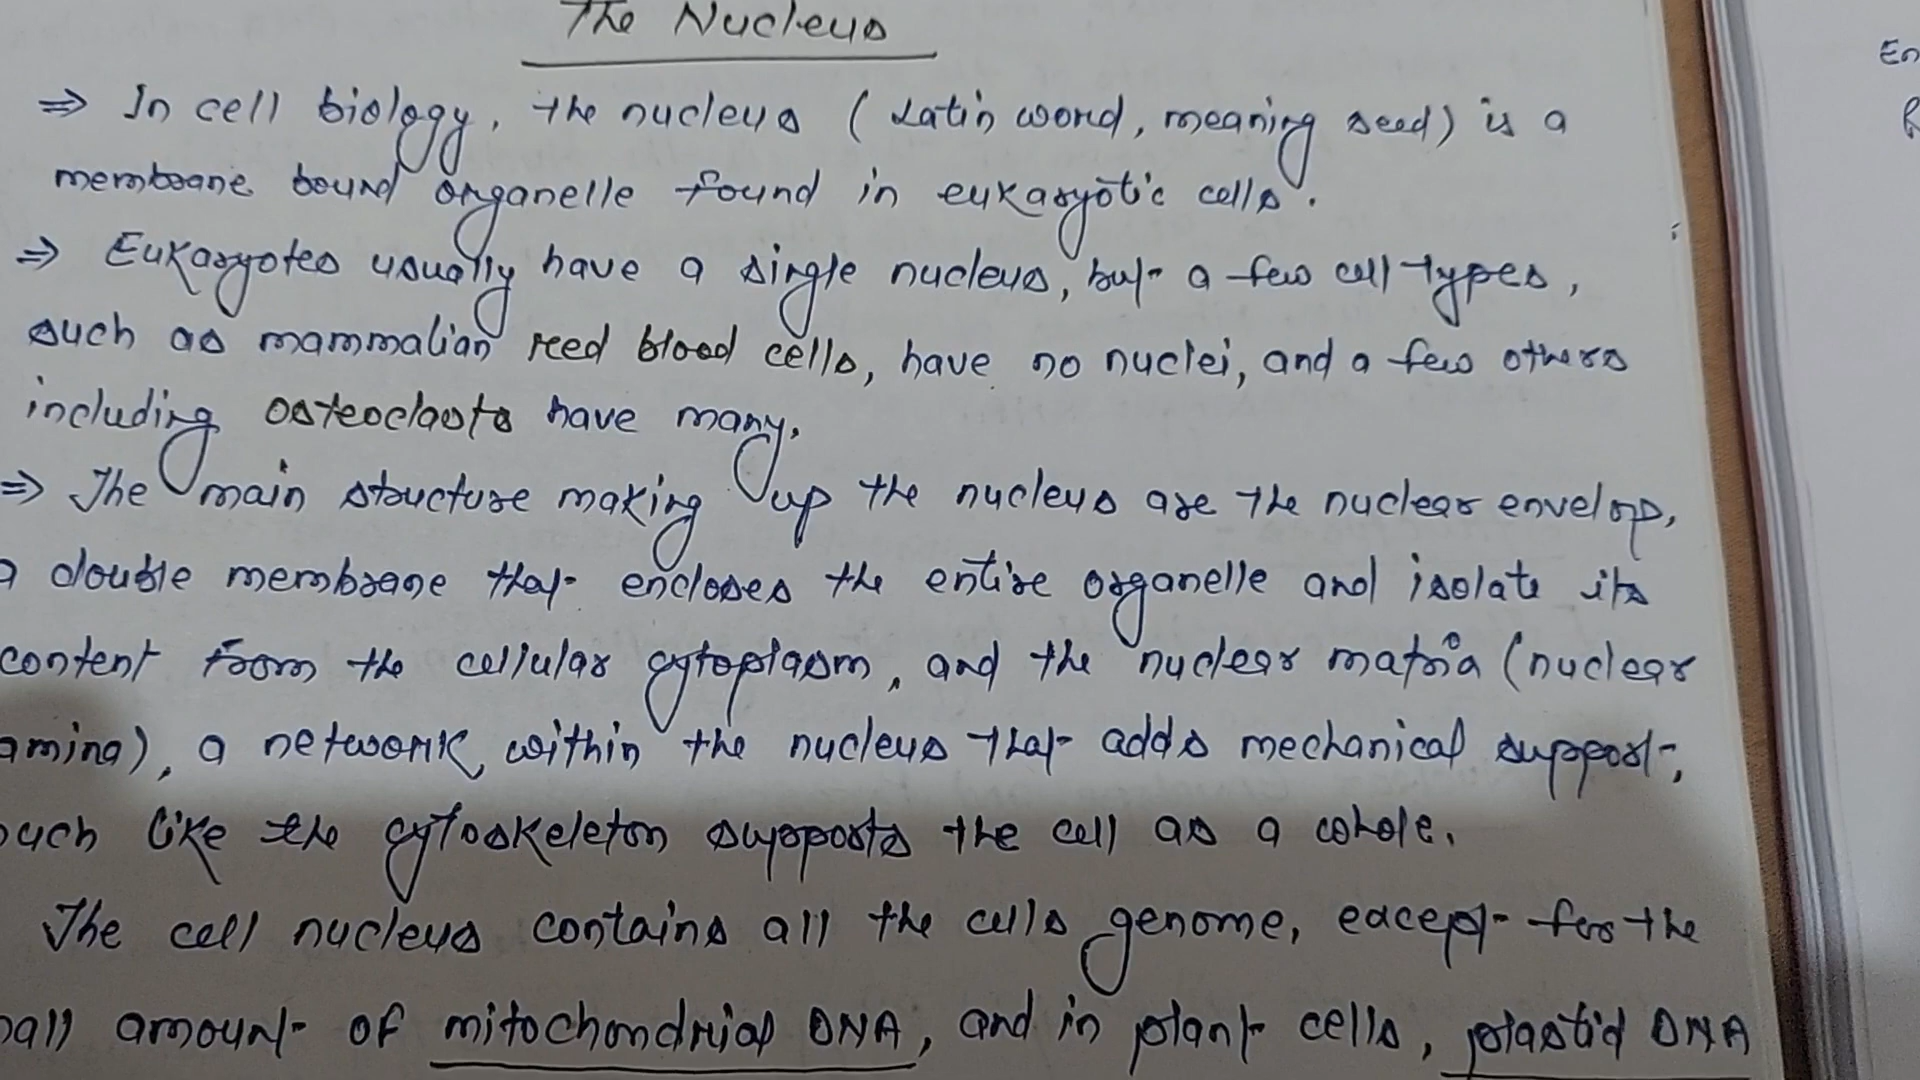 The Nucleus
⇒ In cell biology, the nucleus (Latin word, meaning seed) is a
membrane bound organelle found in eukaryotic cells.
⇒ Eukaryotes usually have a single nucleus, but a few cell types,
such as mammalian reed blood cells, have no nuclei, and a few others
including osteoclasts have many.
⇒ The main structure making up the nucleus are the nuclear envelop,
a double membrane that encloses the entire organelle and isolate its
content from the cellular cytoplasm, and the nuclear matrix (nuclear
amina), a network within the nucleus that adds mechanical support,
much like the cytoskeleton supports the cell as a whole.
The cell nucleus contains all the cells genome, except for the
mall amount of mitochondrial DNA, and in plant cells, plastid DNA
En